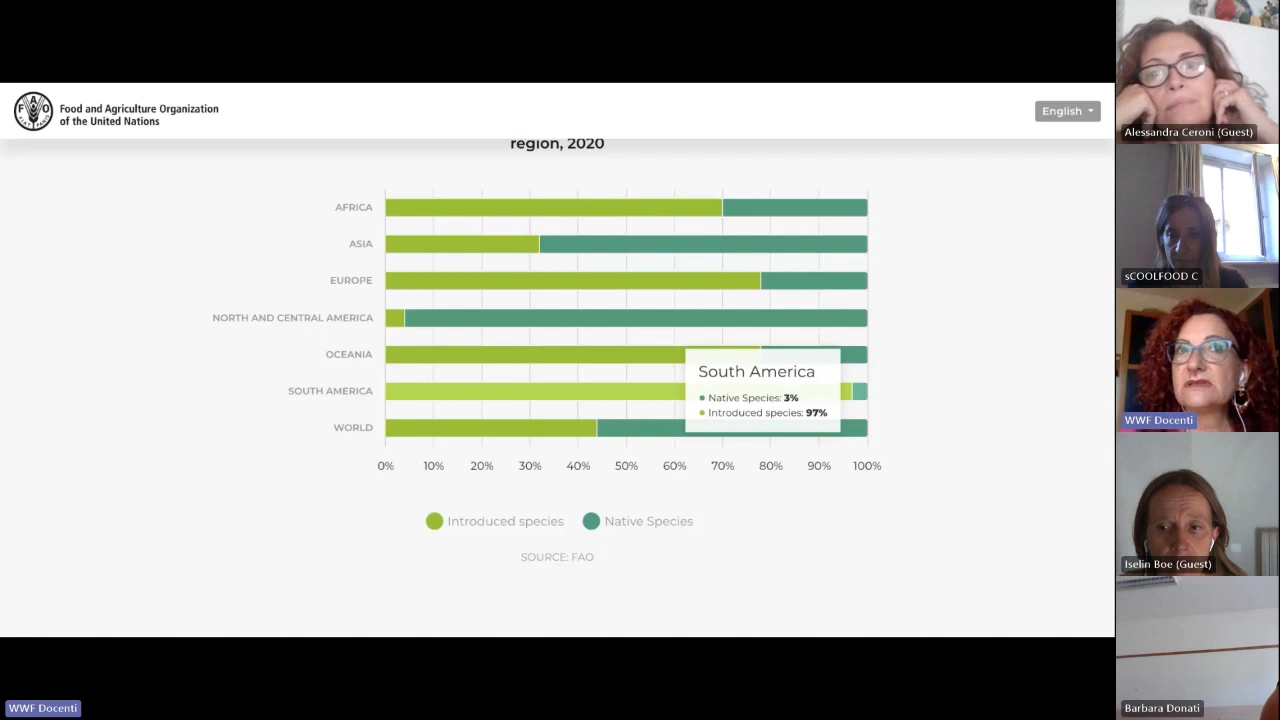 FAO
FIAT PANIS
Food and Agriculture Organization
of the United Nations
English
region, 2020
AFRICA
ASIA
EUROPE
NORTH AND CENTRAL AMERICA
OCEANIA
SOUTH AMERICA
WORLD
South America
Native Species: 3%
Introduced species: 97%
0% 10% 20% 30% 40% 50% 60% 70% 80% 90% 100%
Introduced species Native Species
SOURCE: FAO
WWF Docenti
Alessandra Ceroni (Guest)
sCOOLFOOD C
WWF Docenti
Iselin Boe (Guest)
Barbara Donati